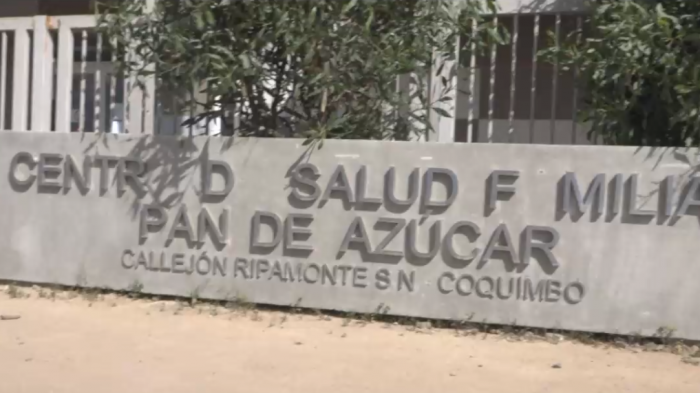 CENTR D SALUD F MILIA
PAN DE AZÚCAR
CALLEJÓN RIPAMONTE S N COQUIMBO